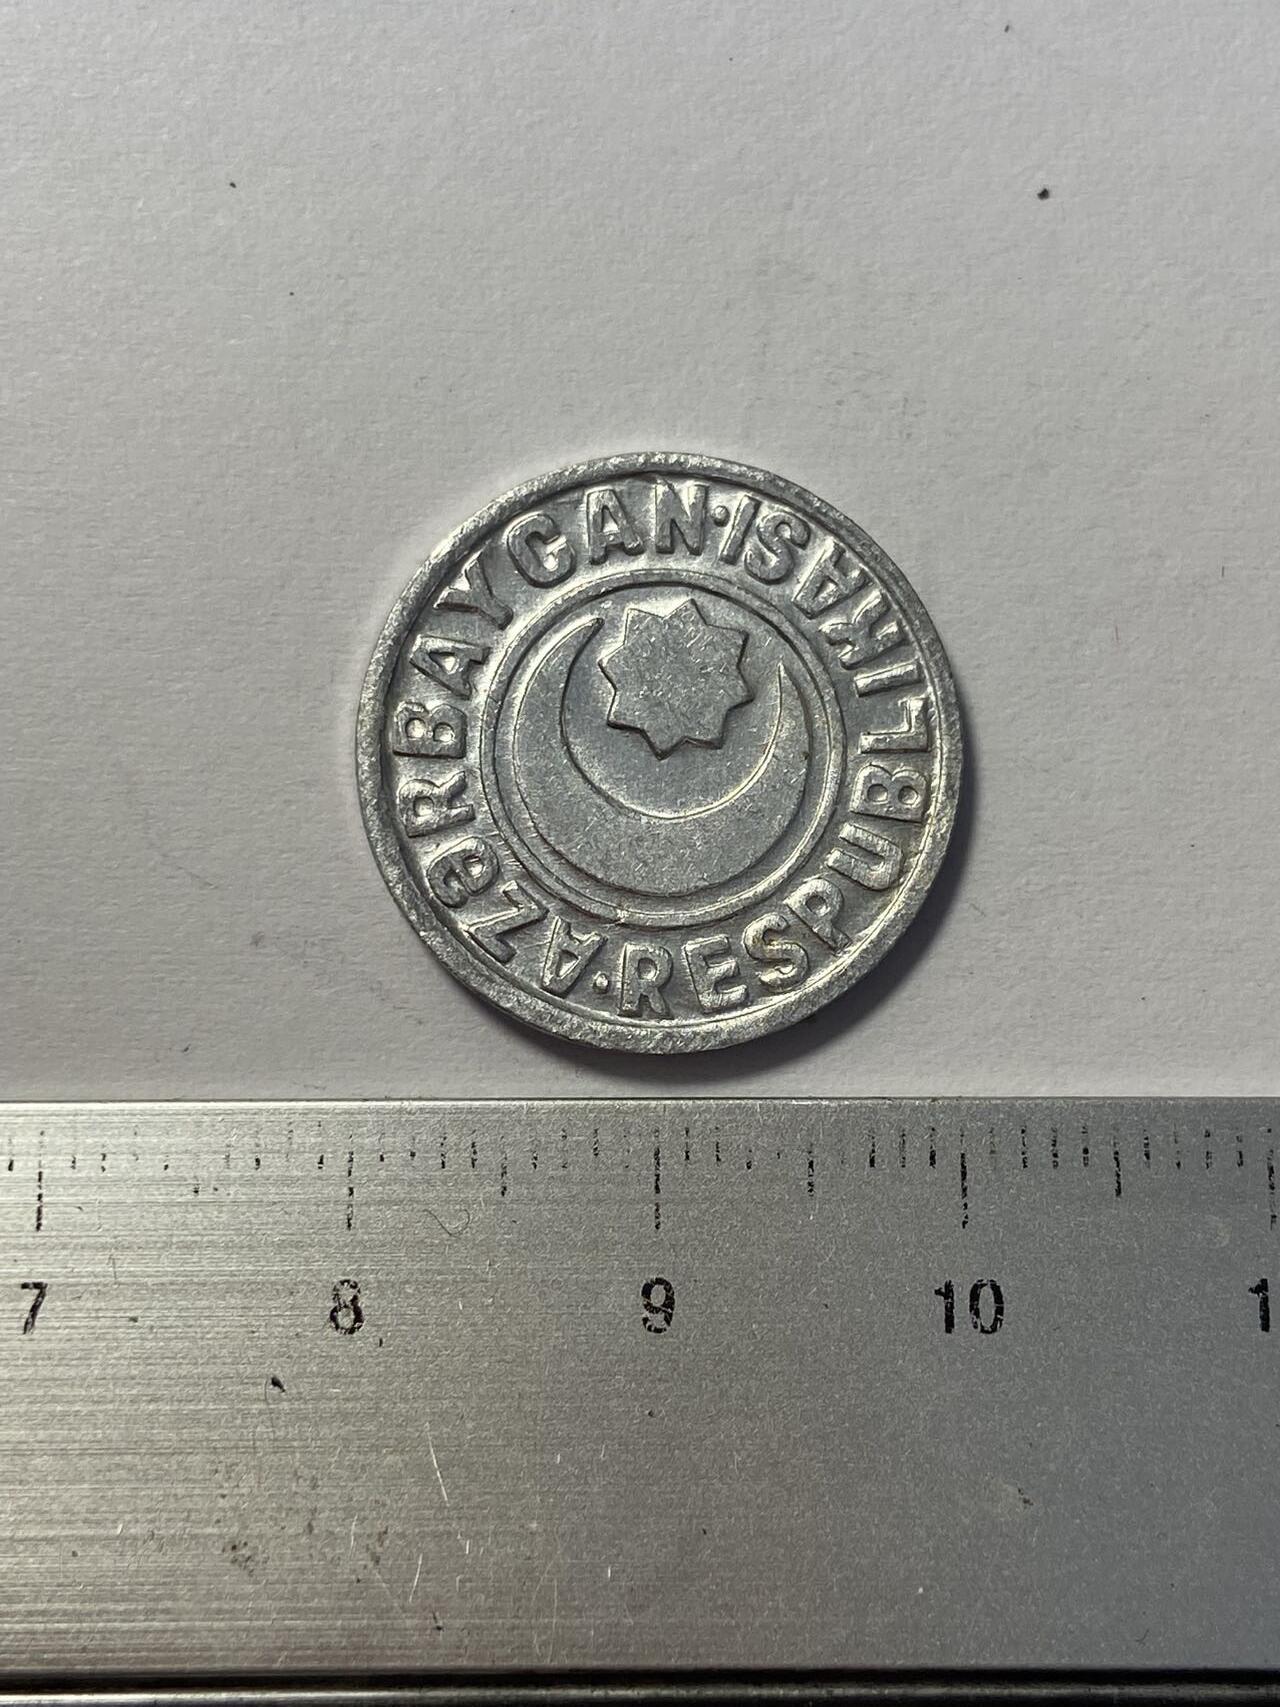 AZəRBAYCAN·RESPUBLIKASI·
7 8 9 10